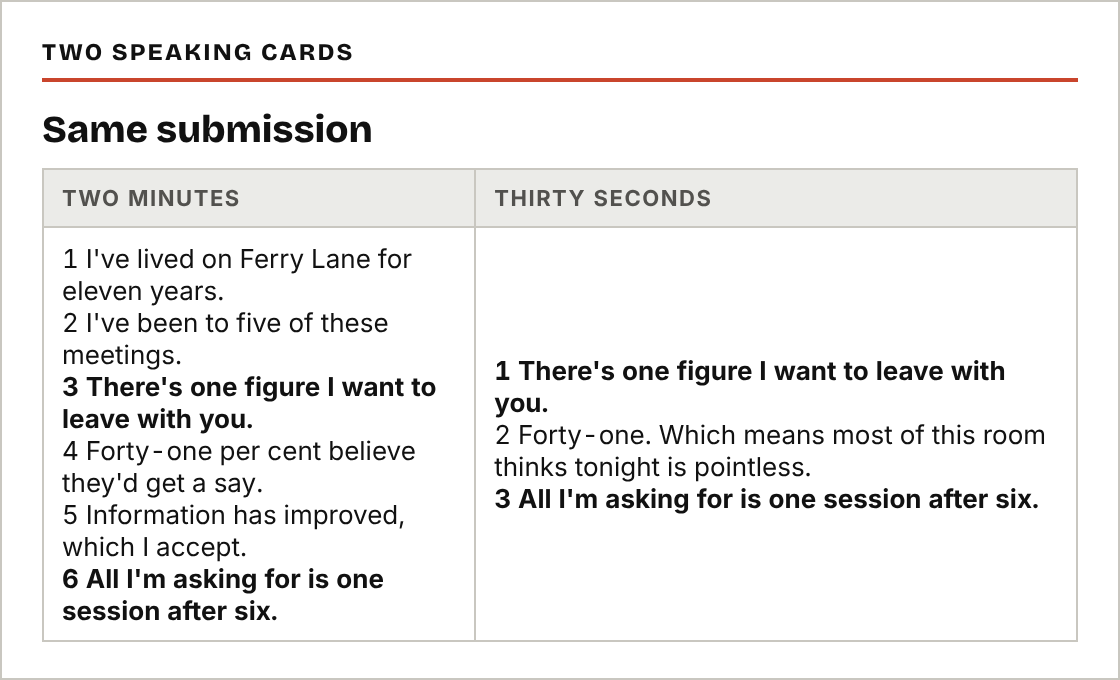 TWO SPEAKING CARDS
Same submission
TWO MINUTES
1 I've lived on Ferry Lane for
eleven years.
2 I've been to five of these
meetings.
3 There's one figure I want to
leave with you.
4 Forty-one per cent believe
they'd get a say.
5 Information has improved,
which I accept.
6 All I'm asking for is one
session after six.
THIRTY SECONDS
1 There's one figure I want to leave with
you.
2 Forty-one. Which means most of this room
thinks tonight is pointless.
3 All I'm asking for is one session after six.